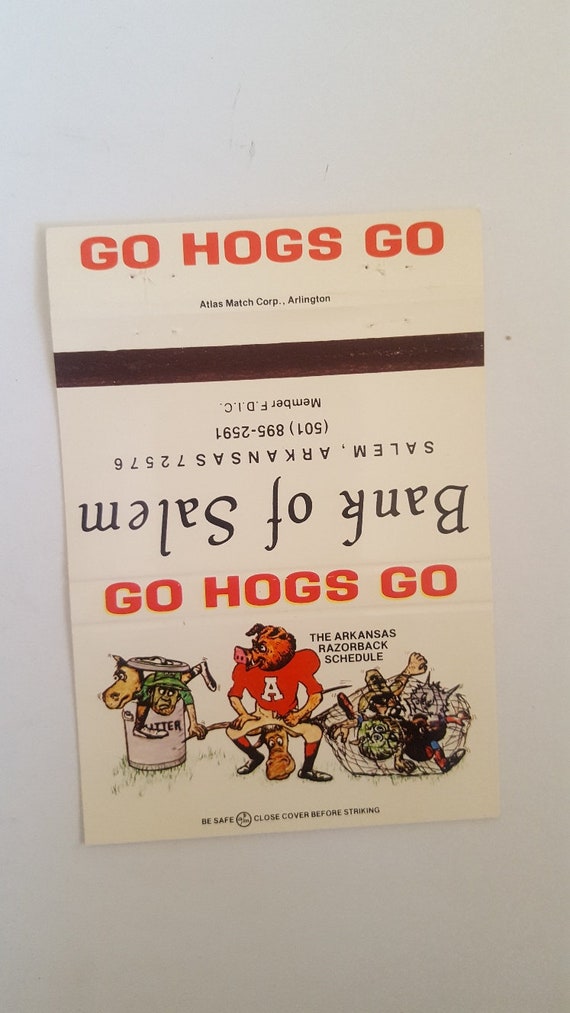 GO HOGS GO
Atlas Match Corp., Arlington
Bank of Salem
SALEM, ARKANSAS 72576
(501) 895-2591
Member F.D.I.C.
GO HOGS GO
THE ARKANSAS
RAZORBACK
SCHEDULE
A
LITTER
BE SAFE CLOSE COVER BEFORE STRIKING